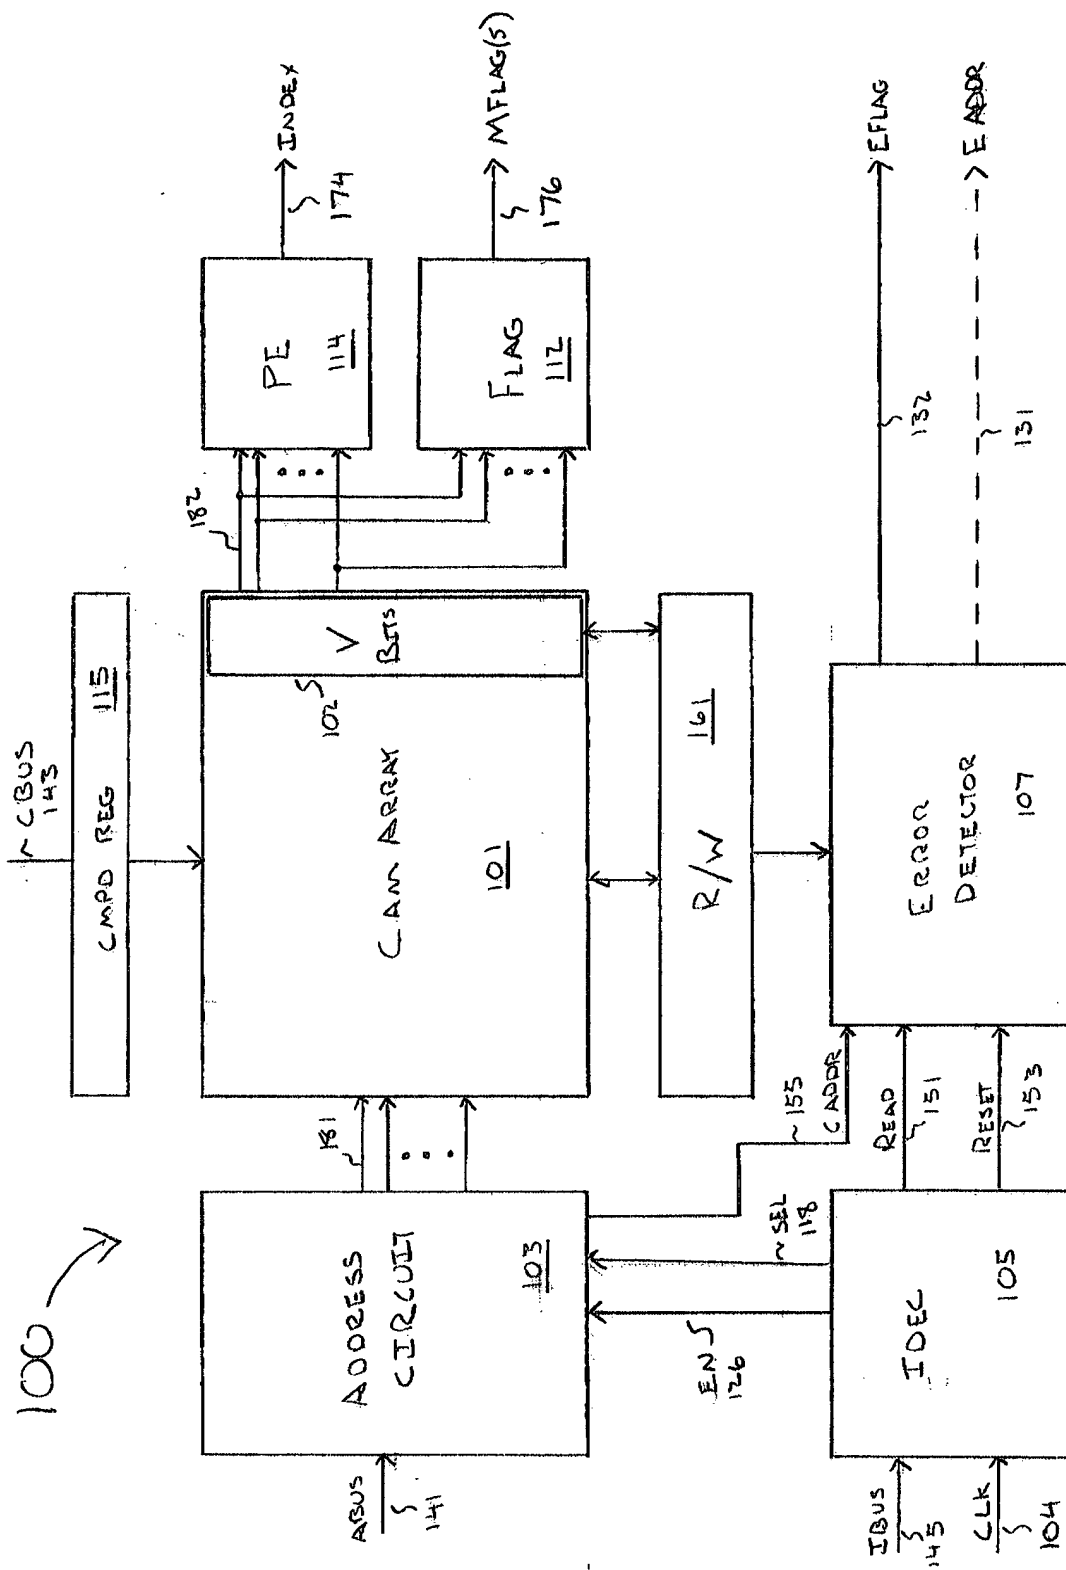 100
~ CBUS
143
CMPD REG 115
ABUS
141
ADDRESS
CIRCUIT
103
181
CAM ARRAY
101
V
BITS
102
182
PE
114
INDEX
174
FLAG
112
MFLAG(S)
176
R/W 161
EN
126
~SEL
118
~155
CADDR
IBUS
145
CLK
104
IDEC
105
READ
151
RESET
153
ERROR
DETECTOR
107
EFLAG
132
EADDR
131